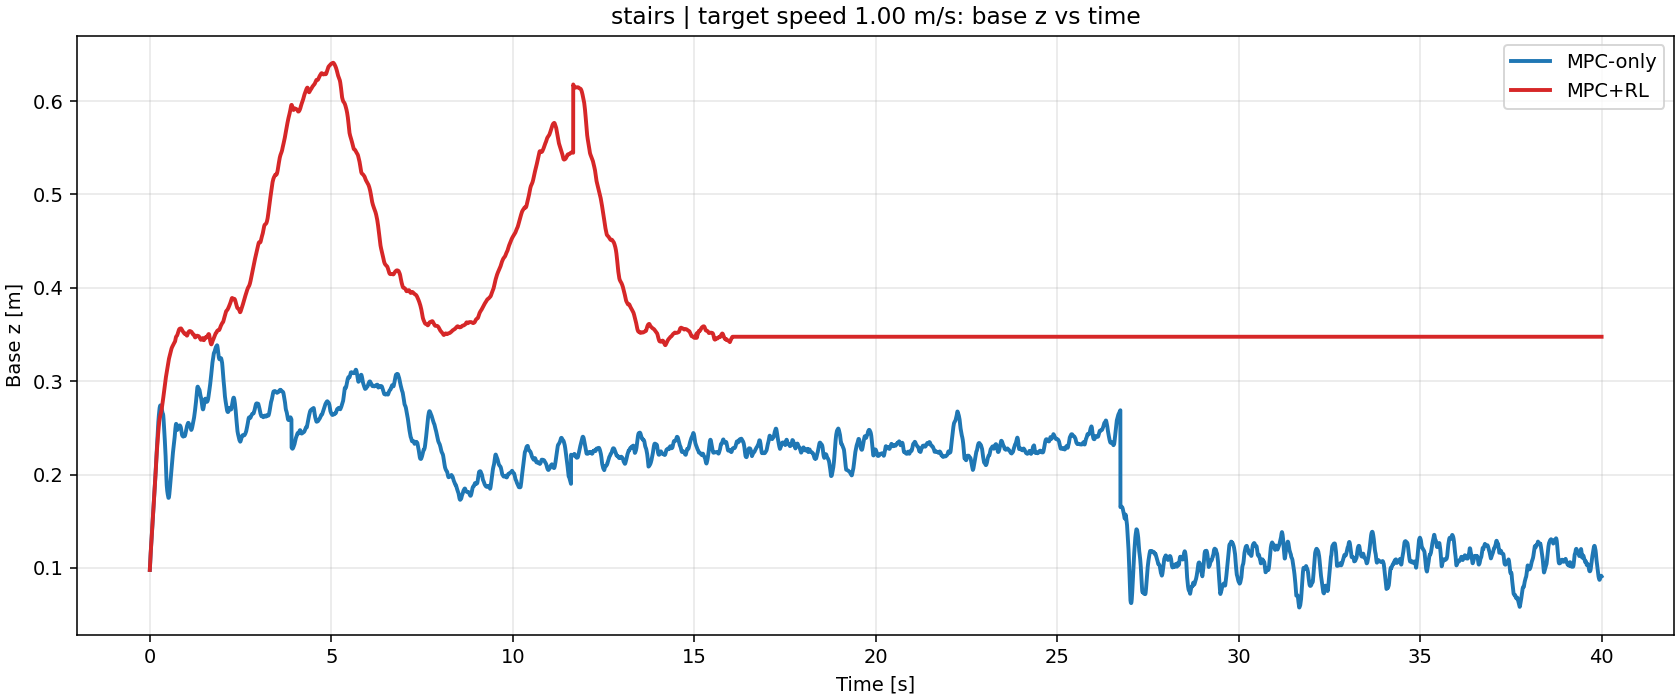 stairs | target speed 1.00 m/s: base z vs time
MPC-only
MPC+RL
Base z [m]
0.6
0.5
0.4
0.3
0.2
0.1
0 5 10 15 20 25 30 35 40
Time [s]